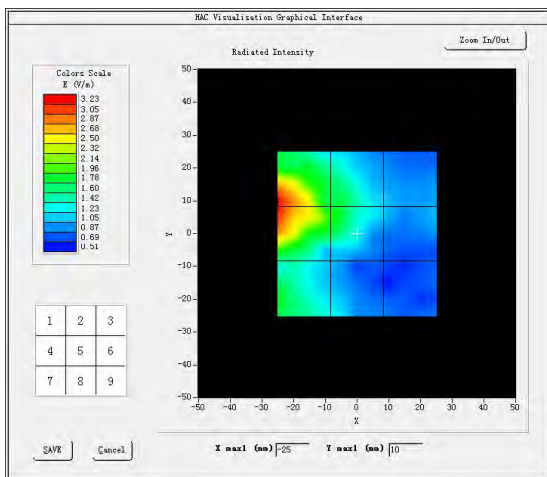 HAC Visualisation Graphical Interface
Zoom In/Out
Radiated Intensity
Colors Scale
E (V/m)
3.23
3.05
2.87
2.68
2.50
2.32
2.14
1.96
1.78
1.60
1.42
1.23
1.05
0.87
0.69
0.51
50
40
30
20
10
0
-10
-20
-30
-40
-50
Y
-50 -40 -30 -20 -10 0 10 20 30 40 50
X
1 2 3
4 5 6
7 8 9
SAVE Cancel
X max1 (mm) -25 Y max1 (mm) 10